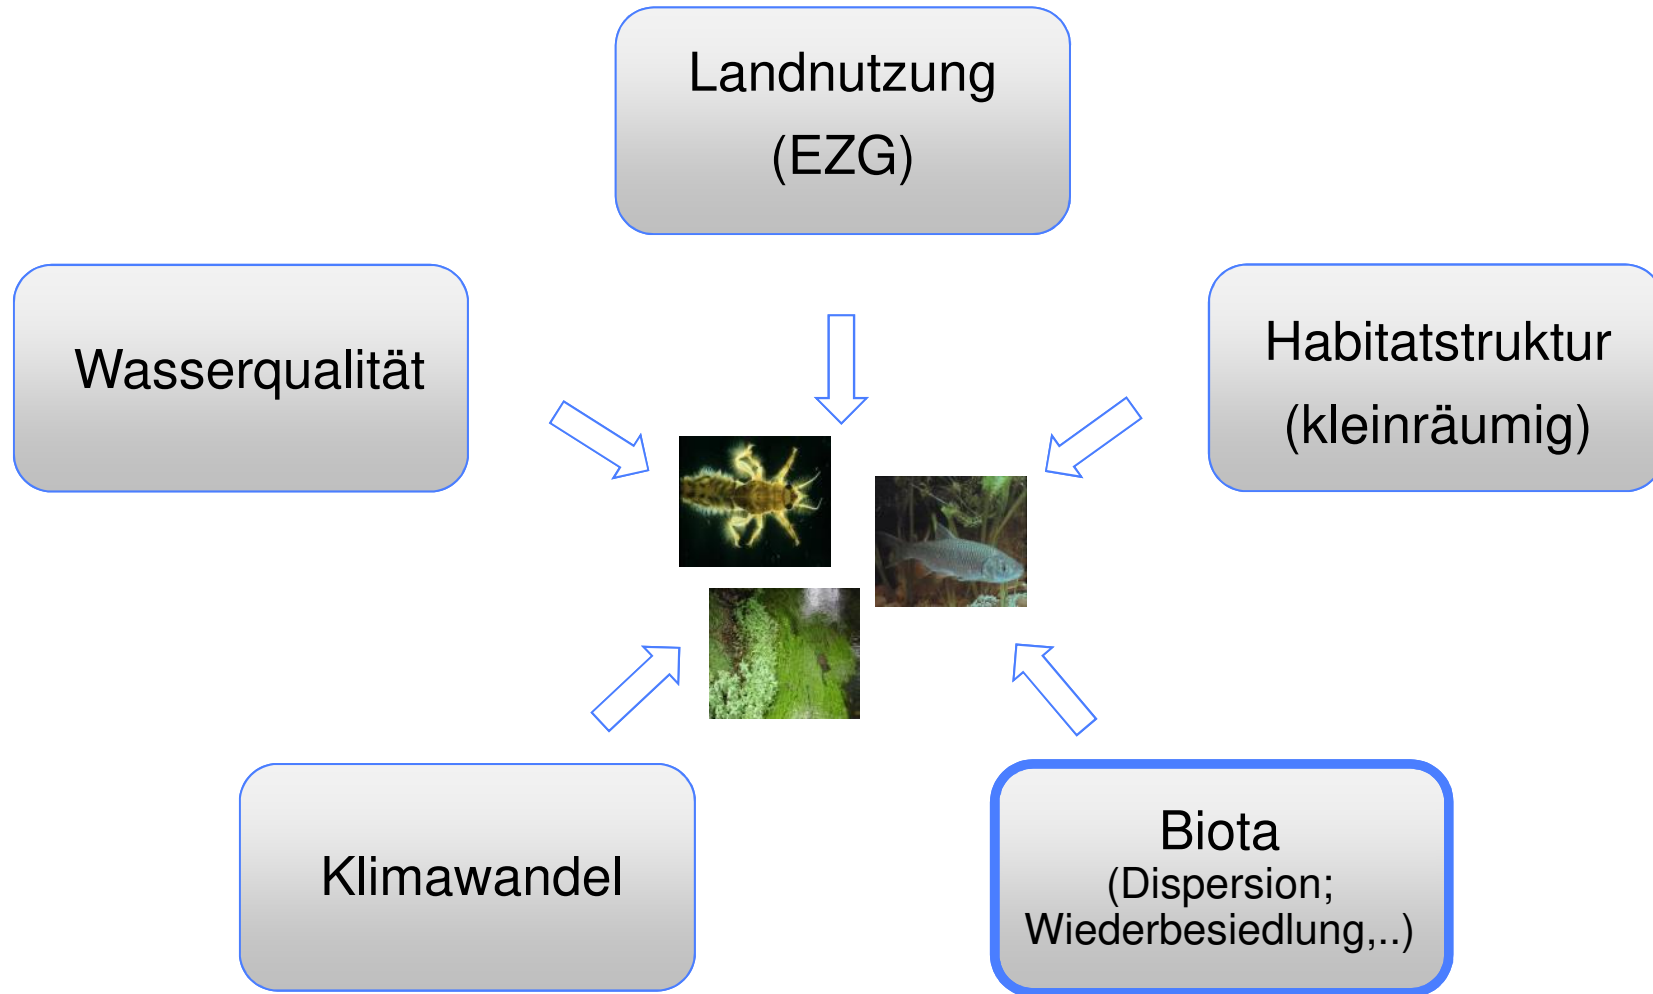 Landnutzung
(EZG)
Wasserqualität
Habitatstruktur
(kleinräumig)
Klimawandel
Biota
(Dispersion;
Wiederbesiedlung,..)